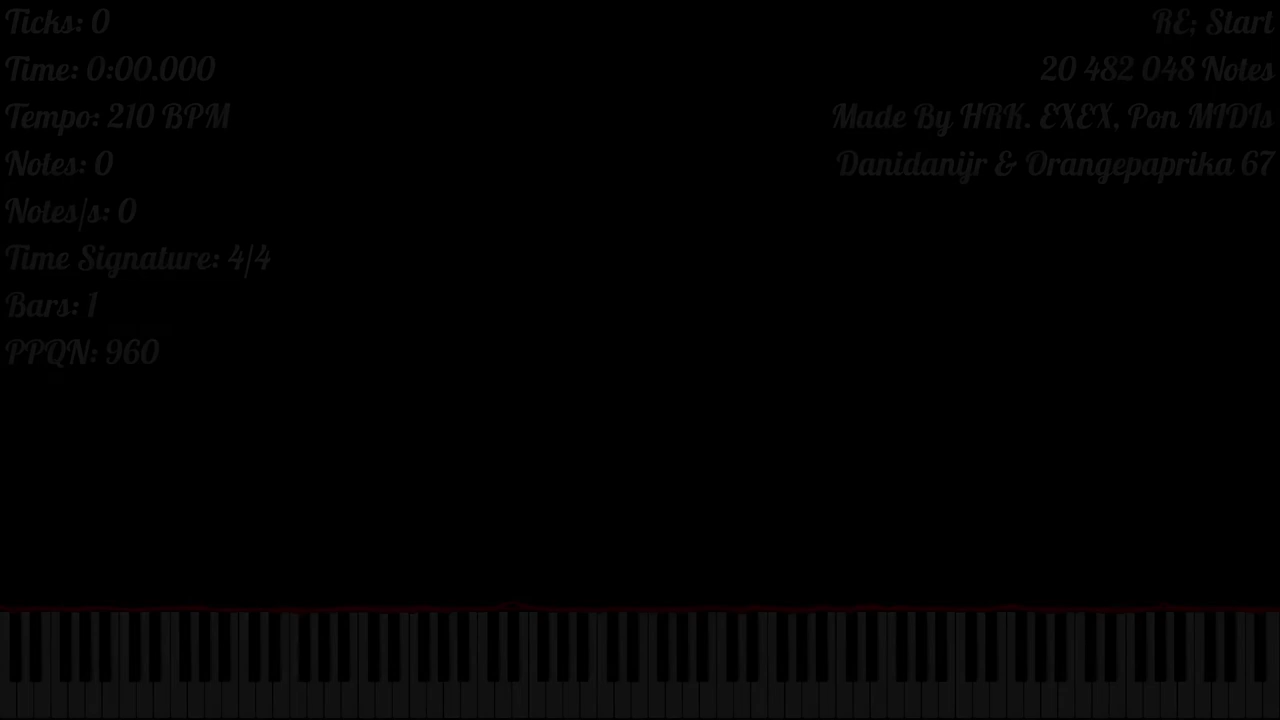 Ticks: 0
Time: 0:00.000
Tempo: 210 BPM
Notes: 0
Notes/s: 0
Time Signature: 4/4
Bars: 1
PPQN: 960
RE; Start
20 482 048 Notes
Made By HRK. EXEX, Pon MIDIs
Danidanijr & Orangepaprika 67